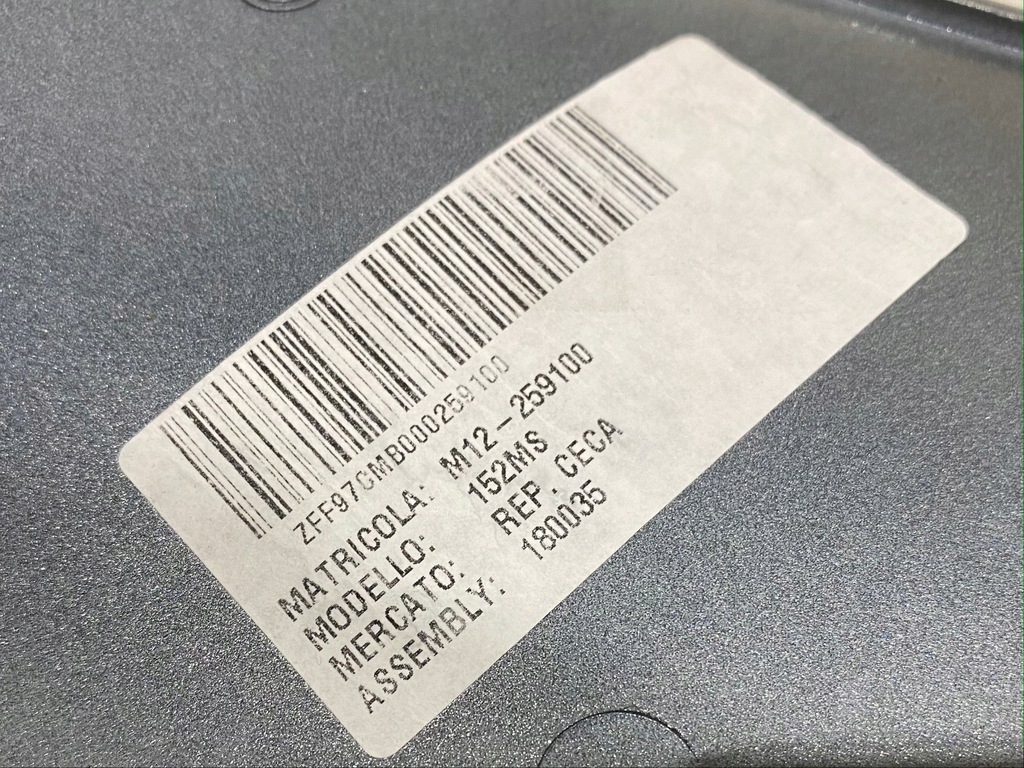 ZFF97CMB000259100
MATRICOLA: M12-259100
MODELLO: 152MS
MERCATO: REP. CECA
ASSEMBLY: 180035